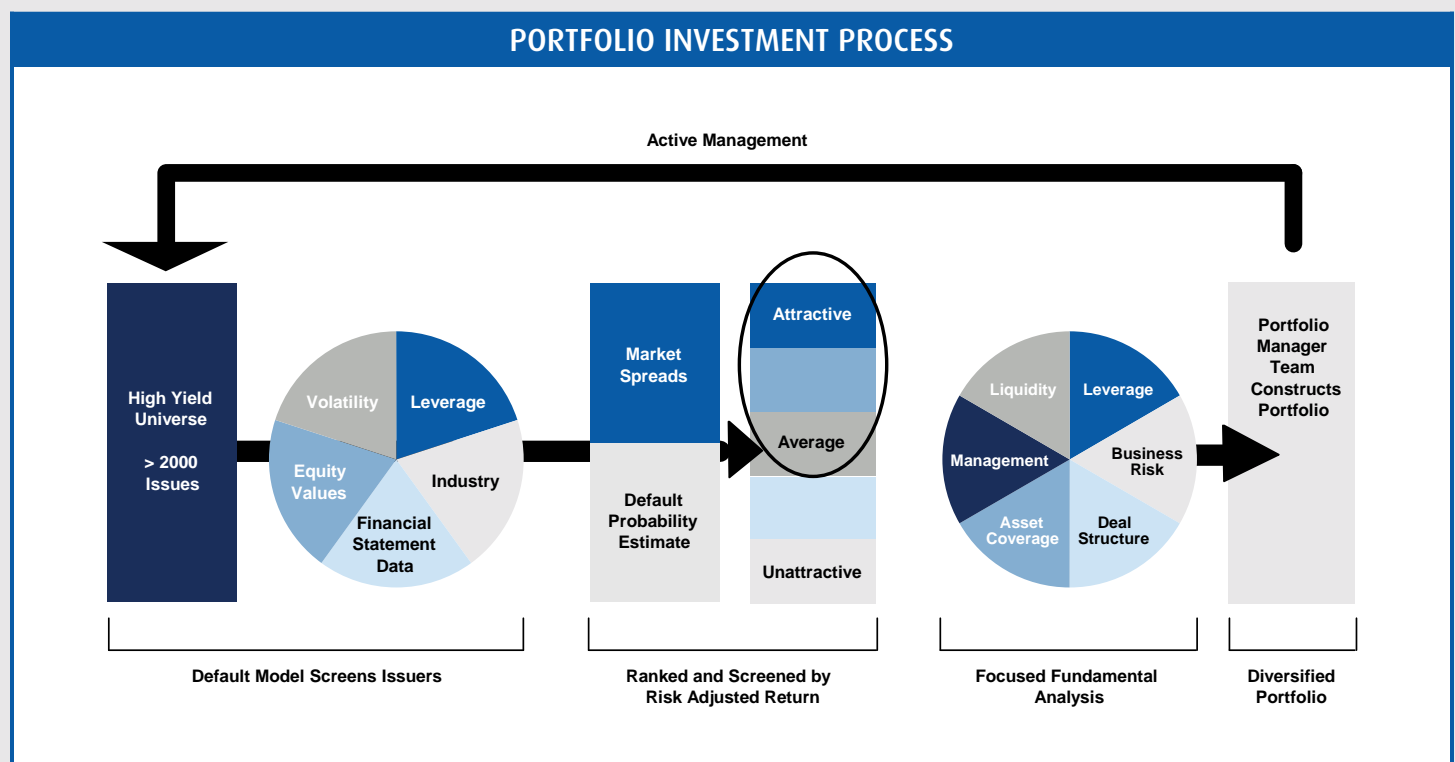 PORTFOLIO INVESTMENT PROCESS
Active Management
High Yield
Universe
> 2000
Issues
Volatility
Leverage
Equity
Values
Industry
Financial
Statement
Data
Market
Spreads
Default
Probability
Estimate
Attractive
Average
Unattractive
Liquidity
Leverage
Management
Business
Risk
Asset
Coverage
Deal
Structure
Portfolio
Manager
Team
Constructs
Portfolio
Default Model Screens Issuers
Ranked and Screened by
Risk Adjusted Return
Focused Fundamental
Analysis
Diversified
Portfolio